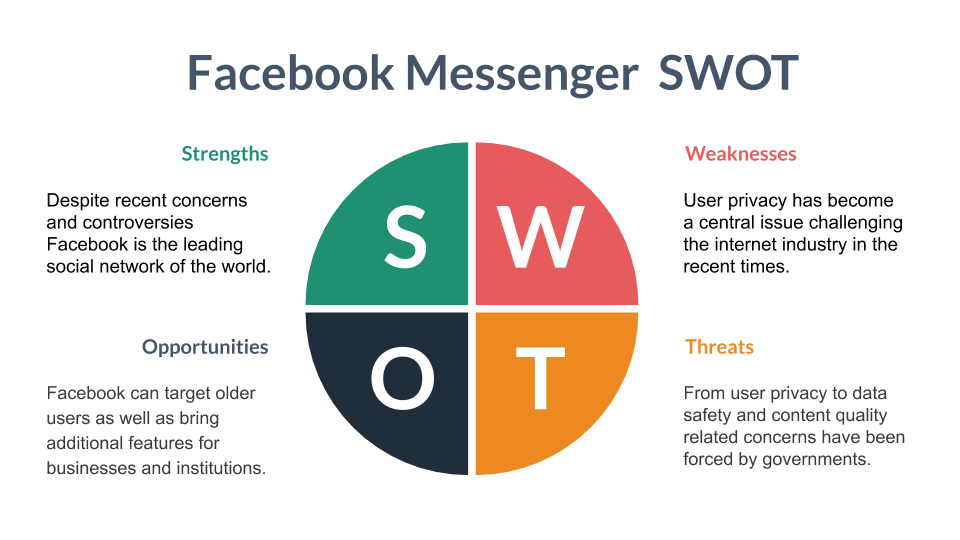 Facebook Messenger SWOT
Strengths
Despite recent concerns
and controversies
Facebook is the leading
social network of the world.
S
W
Weaknesses
User privacy has become
a central issue challenging
the internet industry in the
recent times.
Opportunities
Facebook can target older
users as well as bring
additional features for
businesses and institutions.
O
T
Threats
From user privacy to data
safety and content quality
related concerns have been
forced by governments.